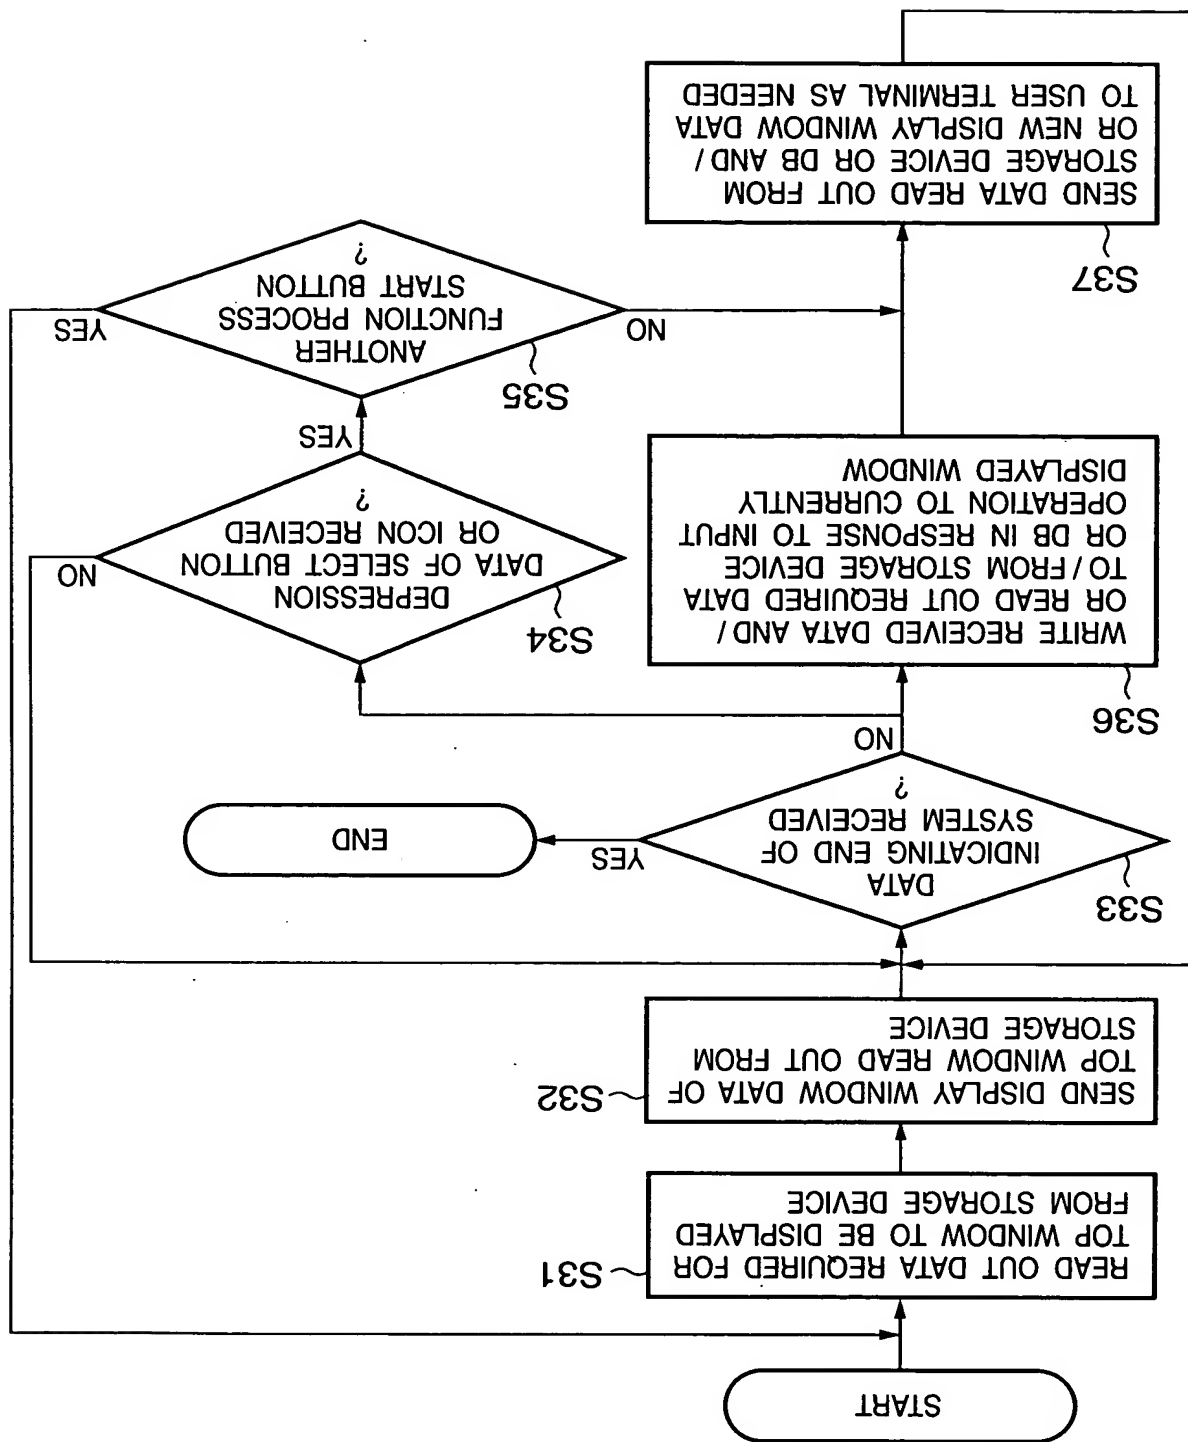 START
READ OUT DATA REQUIRED FOR
TOP WINDOW TO BE DISPLAYED
FROM STORAGE DEVICE
S31
SEND DISPLAY WINDOW DATA OF
TOP WINDOW READ OUT FROM
STORAGE DEVICE
S32
S33
DATA
INDICATING END OF
SYSTEM RECEIVED
?
YES
END
NO
S36
WRITE RECEIVED DATA AND/
OR READ OUT REQUIRED DATA
TO/FROM STORAGE DEVICE
OR DB IN RESPONSE TO INPUT
OPERATION TO CURRENTLY
DISPLAYED WINDOW
S34
DEPRESSION
DATA OF SELECT BUTTON
OR ICON RECEIVED
?
NO
YES
S35
ANOTHER
FUNCTION PROCESS
START BUTTON
?
NO
YES
S37
SEND DATA READ OUT FROM
STORAGE DEVICE OR DB AND/
OR NEW DISPLAY WINDOW DATA
TO USER TERMINAL AS NEEDED